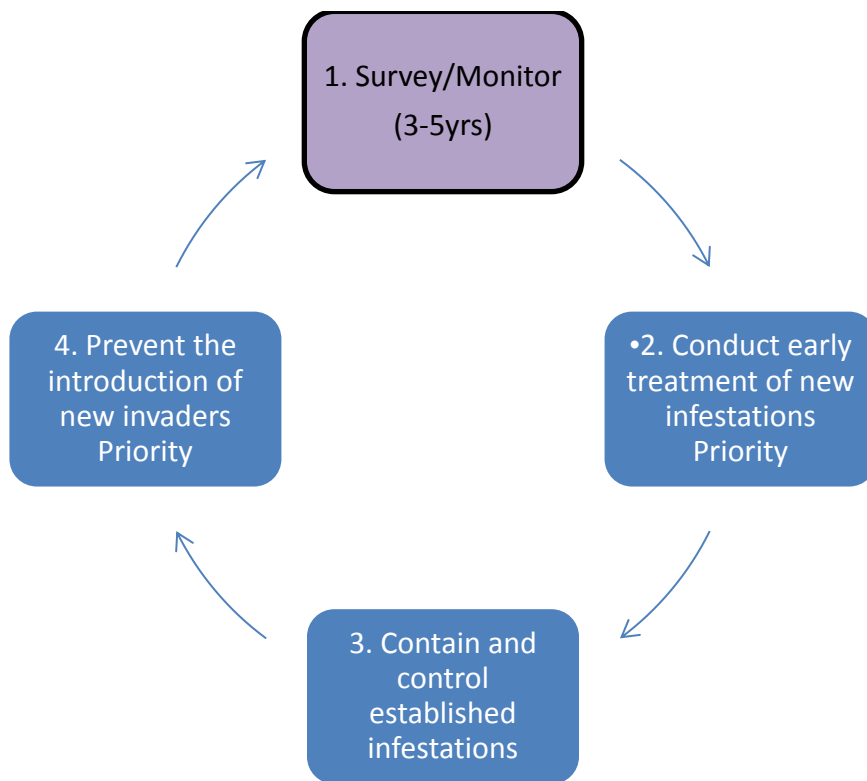 1. Survey/Monitor
(3-5yrs)
•2. Conduct early
treatment of new
infestations
Priority
3. Contain and
control
established
infestations
4. Prevent the
introduction of
new invaders
Priority